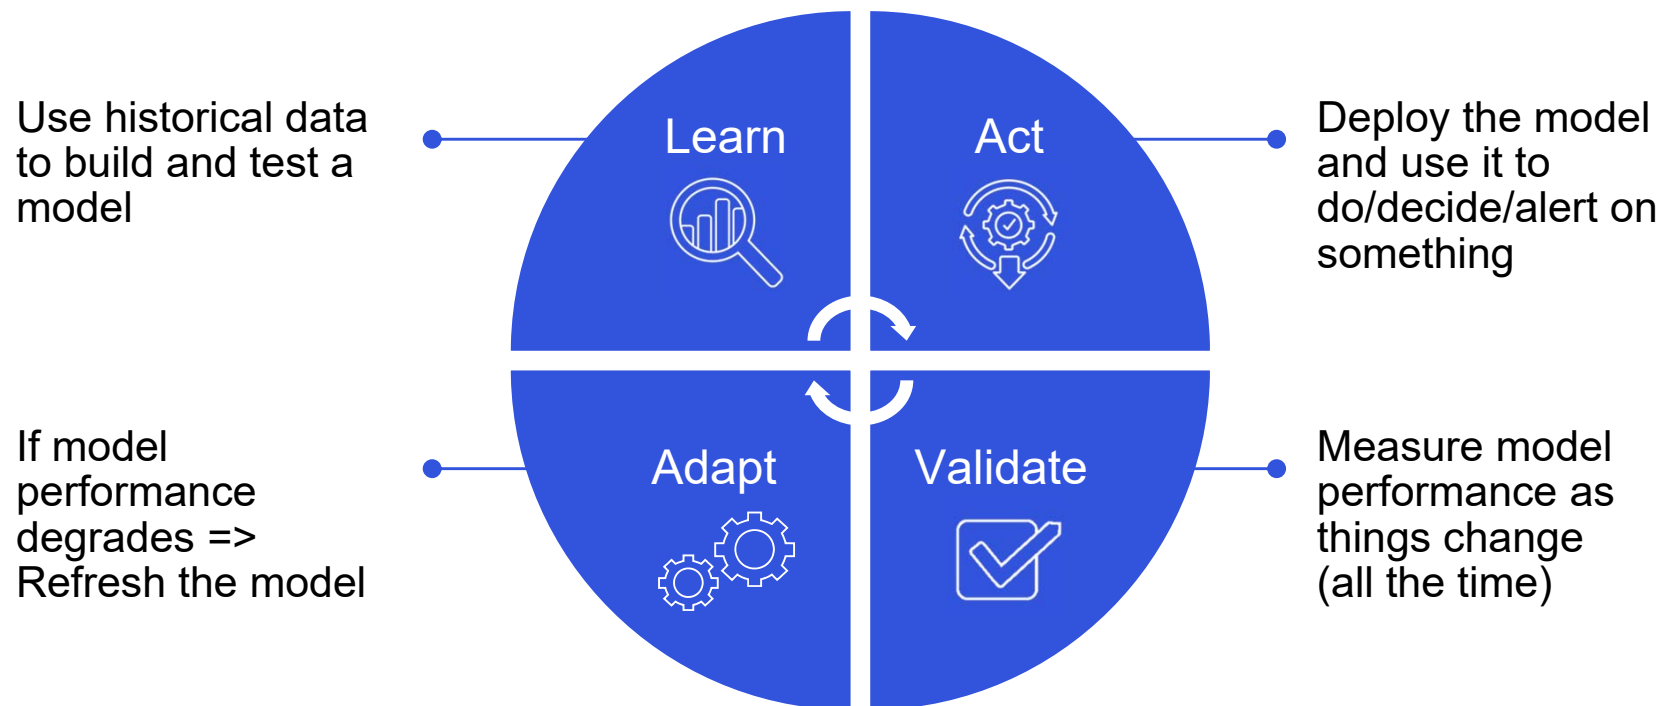 Use historical data
to build and test a
model
Learn
Act
Deploy the model
and use it to
do/decide/alert on
something
If model
performance
degrades =>
Refresh the model
Adapt
Validate
Measure model
performance as
things change
(all the time)